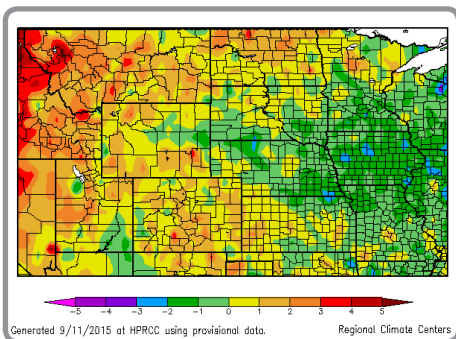 -5 -4 -3 -2 -1 0 1 2 3 4 5
Generated 9/11/2015 at HPRCC using provisional data.
Regional Climate Centers